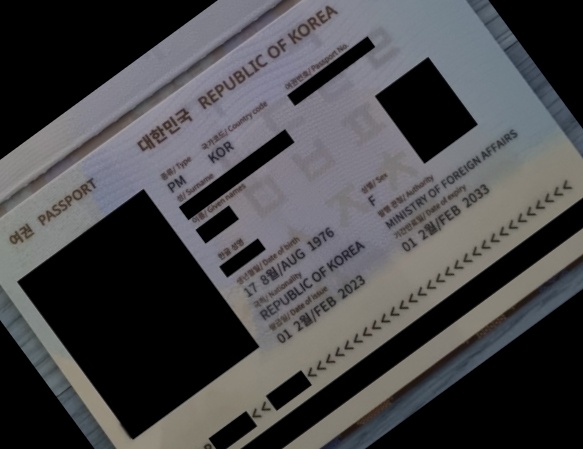 대한민국 REPUBLIC OF KOREA
여권 PASSPORT
종류/ Type 국가코드/ Country code 여권번호/ Passport No.
PM KOR
성/ Surname
이름/ Given names
한글 성명
생년월일/ Date of birth 성별/ Sex
17 8월/AUG 1976 F
국적/ Nationality 발행 관청/ Authority
REPUBLIC OF KOREA MINISTRY OF FOREIGN AFFAIRS
발급일/ Date of issue 기간만료일/ Date of expiry
01 2월/FEB 2023 01 2월/FEB 2033